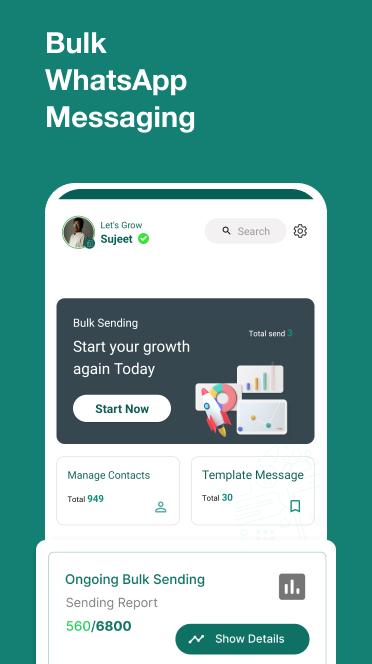 Bulk
WhatsApp
Messaging
Let's Grow
Sujeet
Search
Bulk Sending
Total send 3
Start your growth
again Today
Start Now
Manage Contacts
Total 949
Template Message
Total 30
Ongoing Bulk Sending
Sending Report
560/6800
Show Details